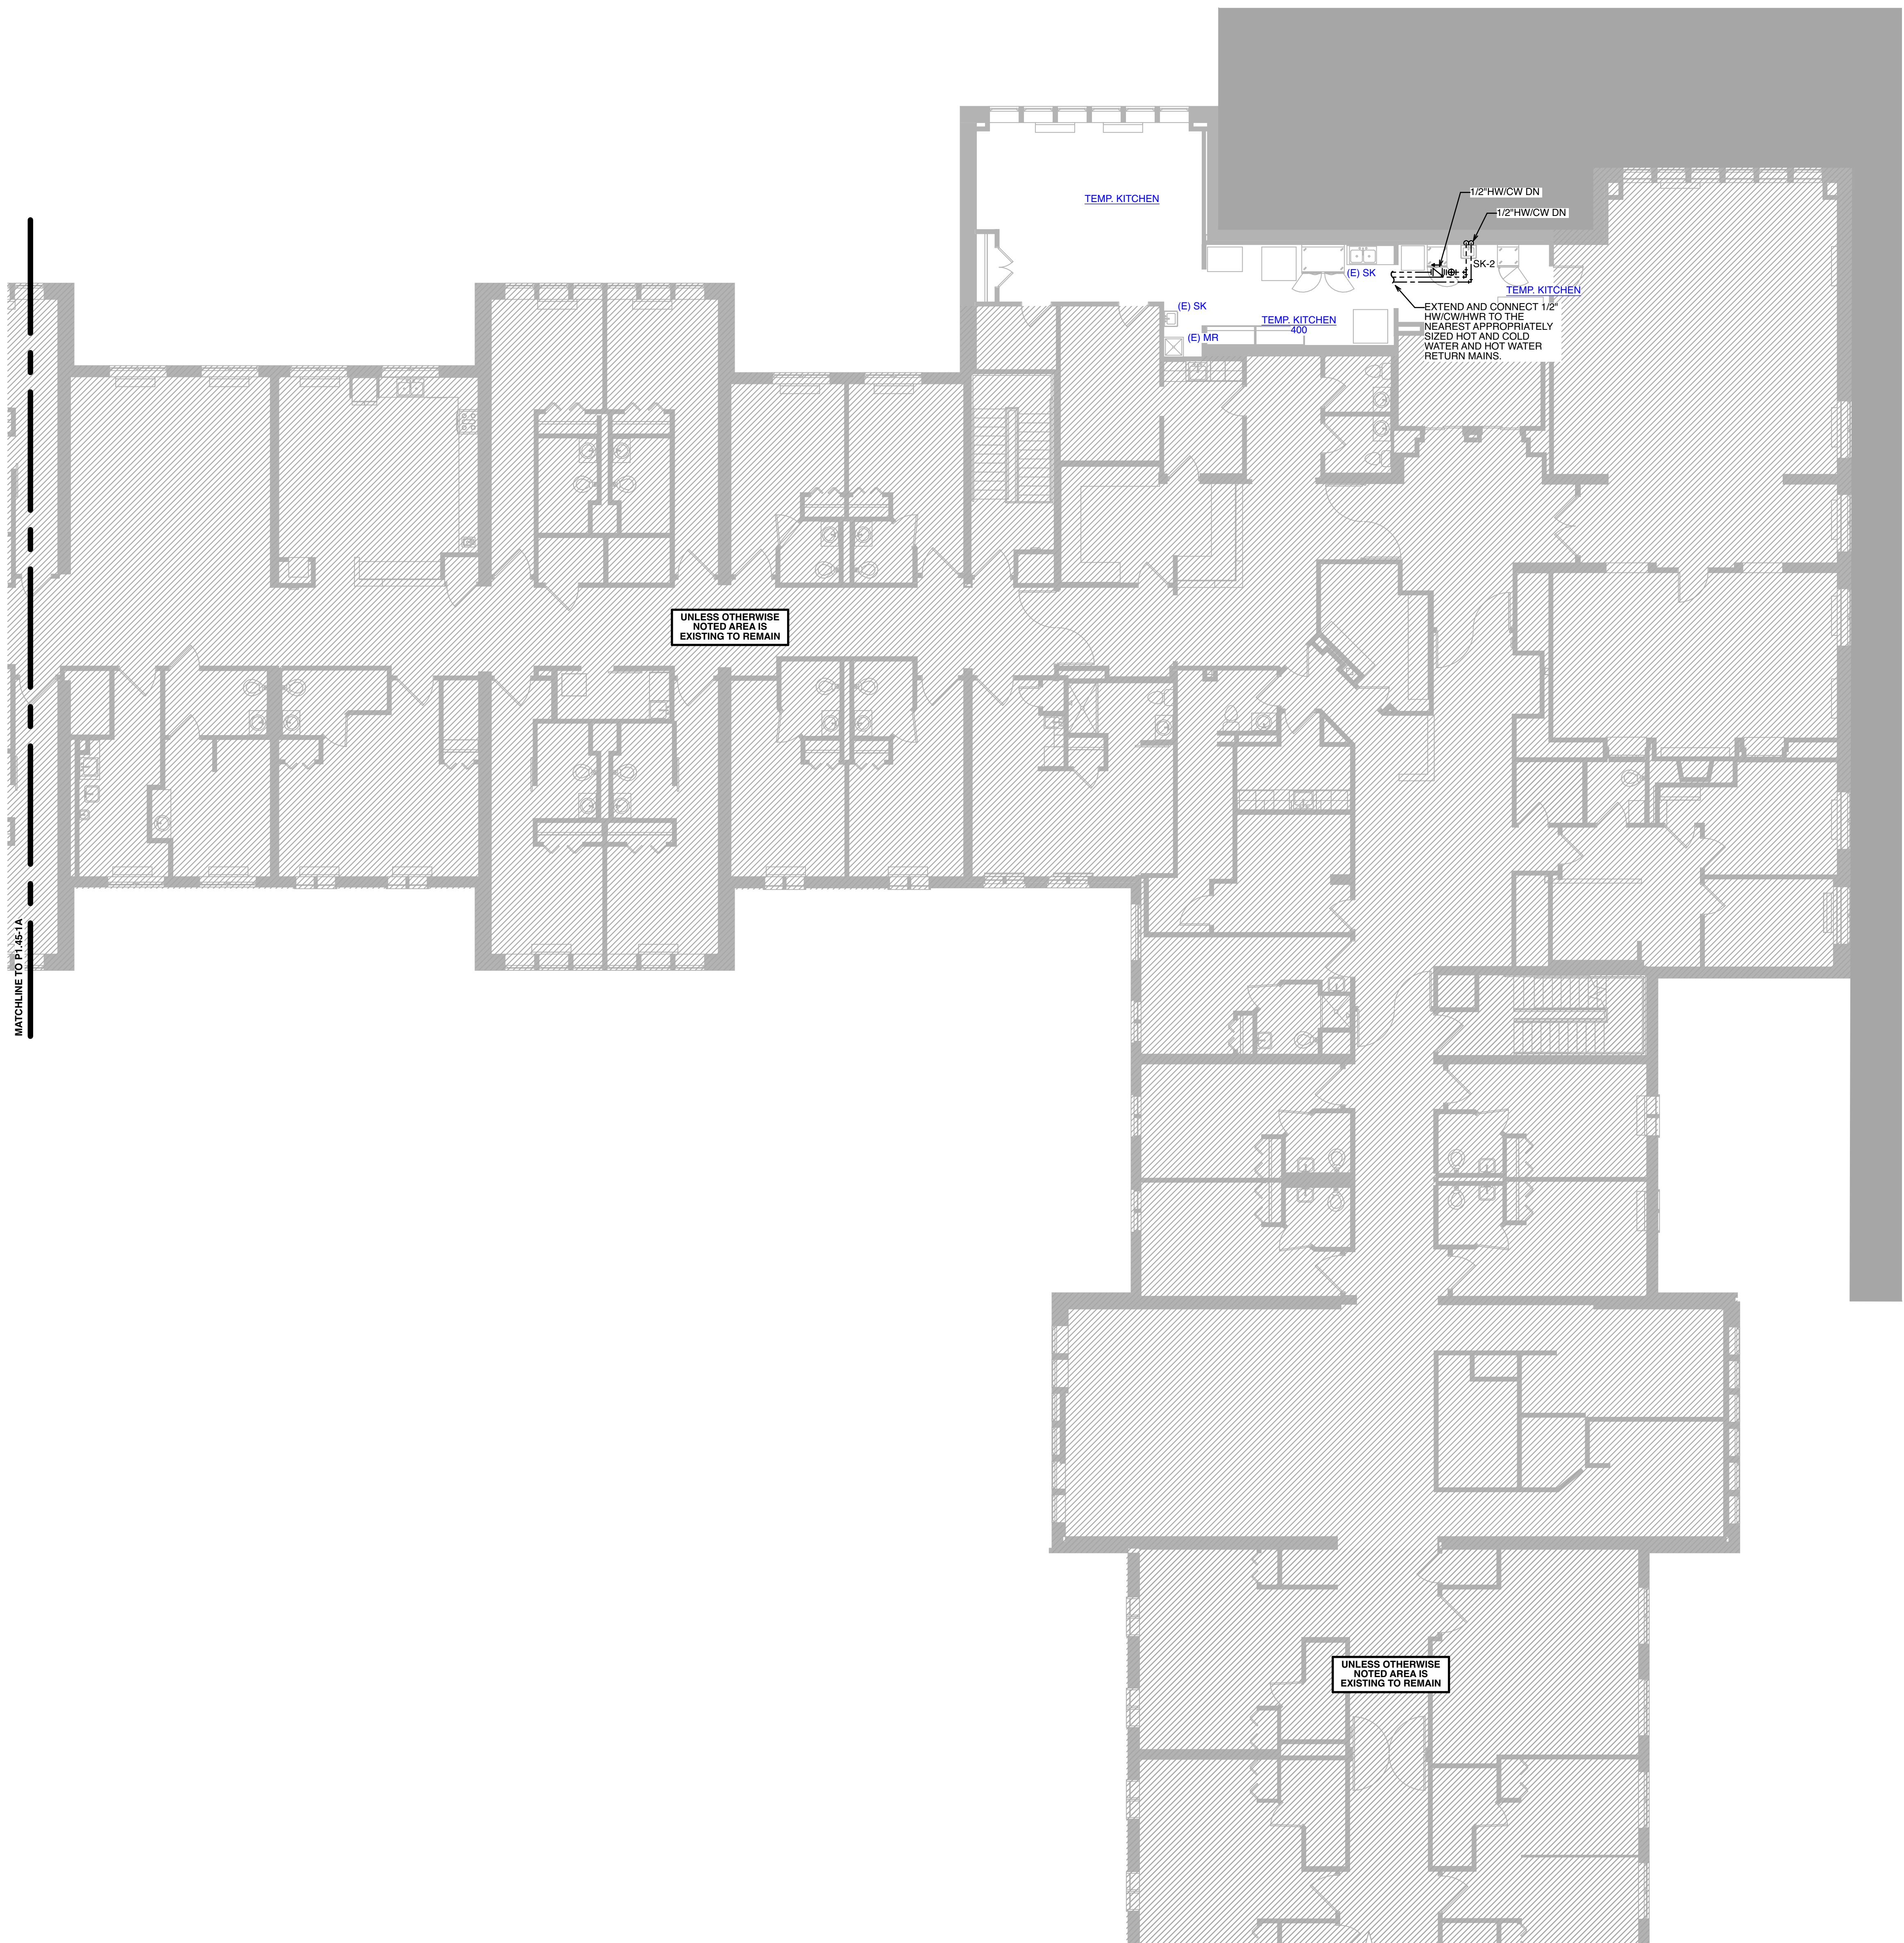 TEMP. KITCHEN
1/2"HW/CW DN
1/2"HW/CW DN
SK-2
(E) SK
TEMP. KITCHEN
(E) SK
EXTEND AND CONNECT 1/2"
HW/CW/HWR TO THE
NEAREST APPROPRIATELY
SIZED HOT AND COLD
WATER AND HOT WATER
RETURN MAINS.
TEMP. KITCHEN
400
(E) MR
UNLESS OTHERWISE
NOTED AREA IS
EXISTING TO REMAIN
MATCHLINE TO P1.45-1A
UNLESS OTHERWISE
NOTED AREA IS
EXISTING TO REMAIN